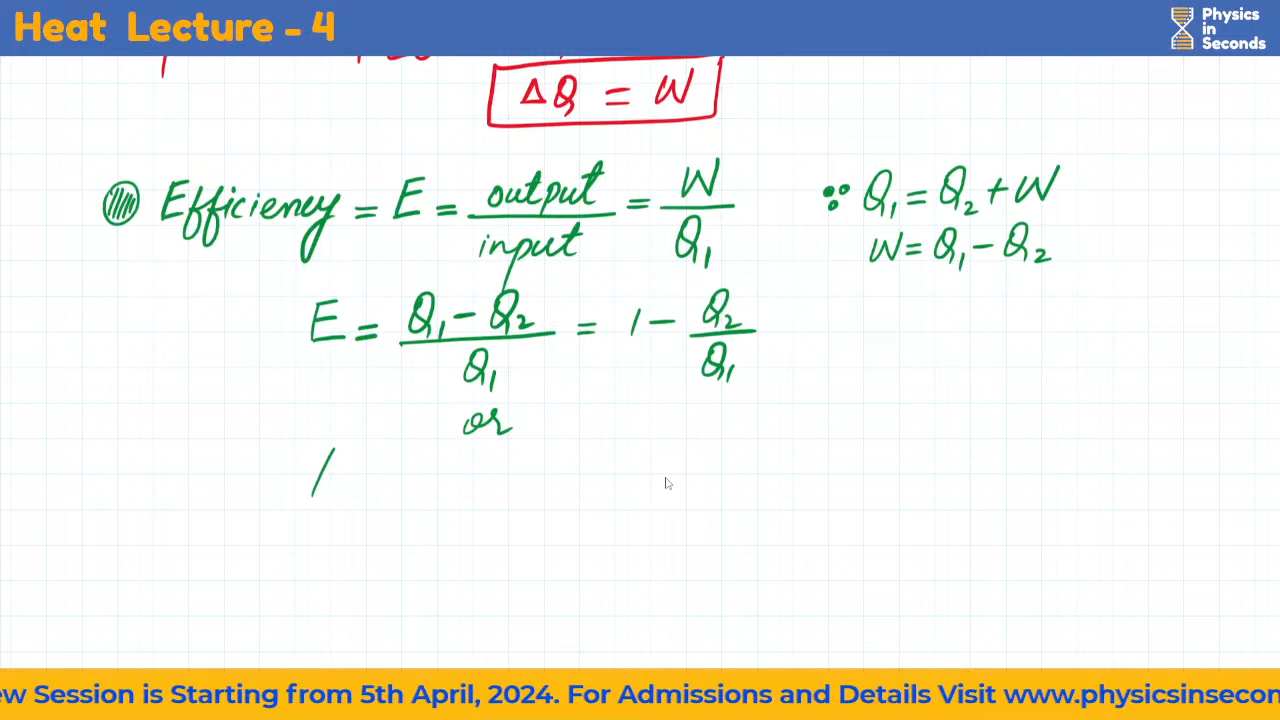 Heat Lecture - 4
Physics
in
Seconds
ΔQ = W
Efficiency = E = output/input = W/Q₁
∵ Q₁ = Q₂ + W
W = Q₁ - Q₂
E = Q₁ - Q₂/Q₁ = 1 - Q₂/Q₁
or
ew Session is Starting from 5th April, 2024. For Admissions and Details Visit www.physicsinsecon